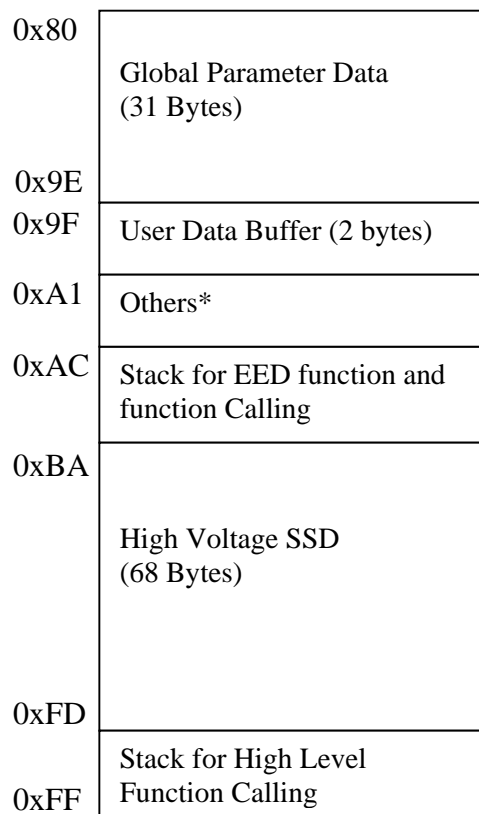 0x80
Global Parameter Data
(31 Bytes)
0x9E
0x9F
User Data Buffer (2 bytes)
0xA1
Others*
0xAC
Stack for EED function and
function Calling
0xBA
High Voltage SSD
(68 Bytes)
0xFD
Stack for High Level
Function Calling
0xFF